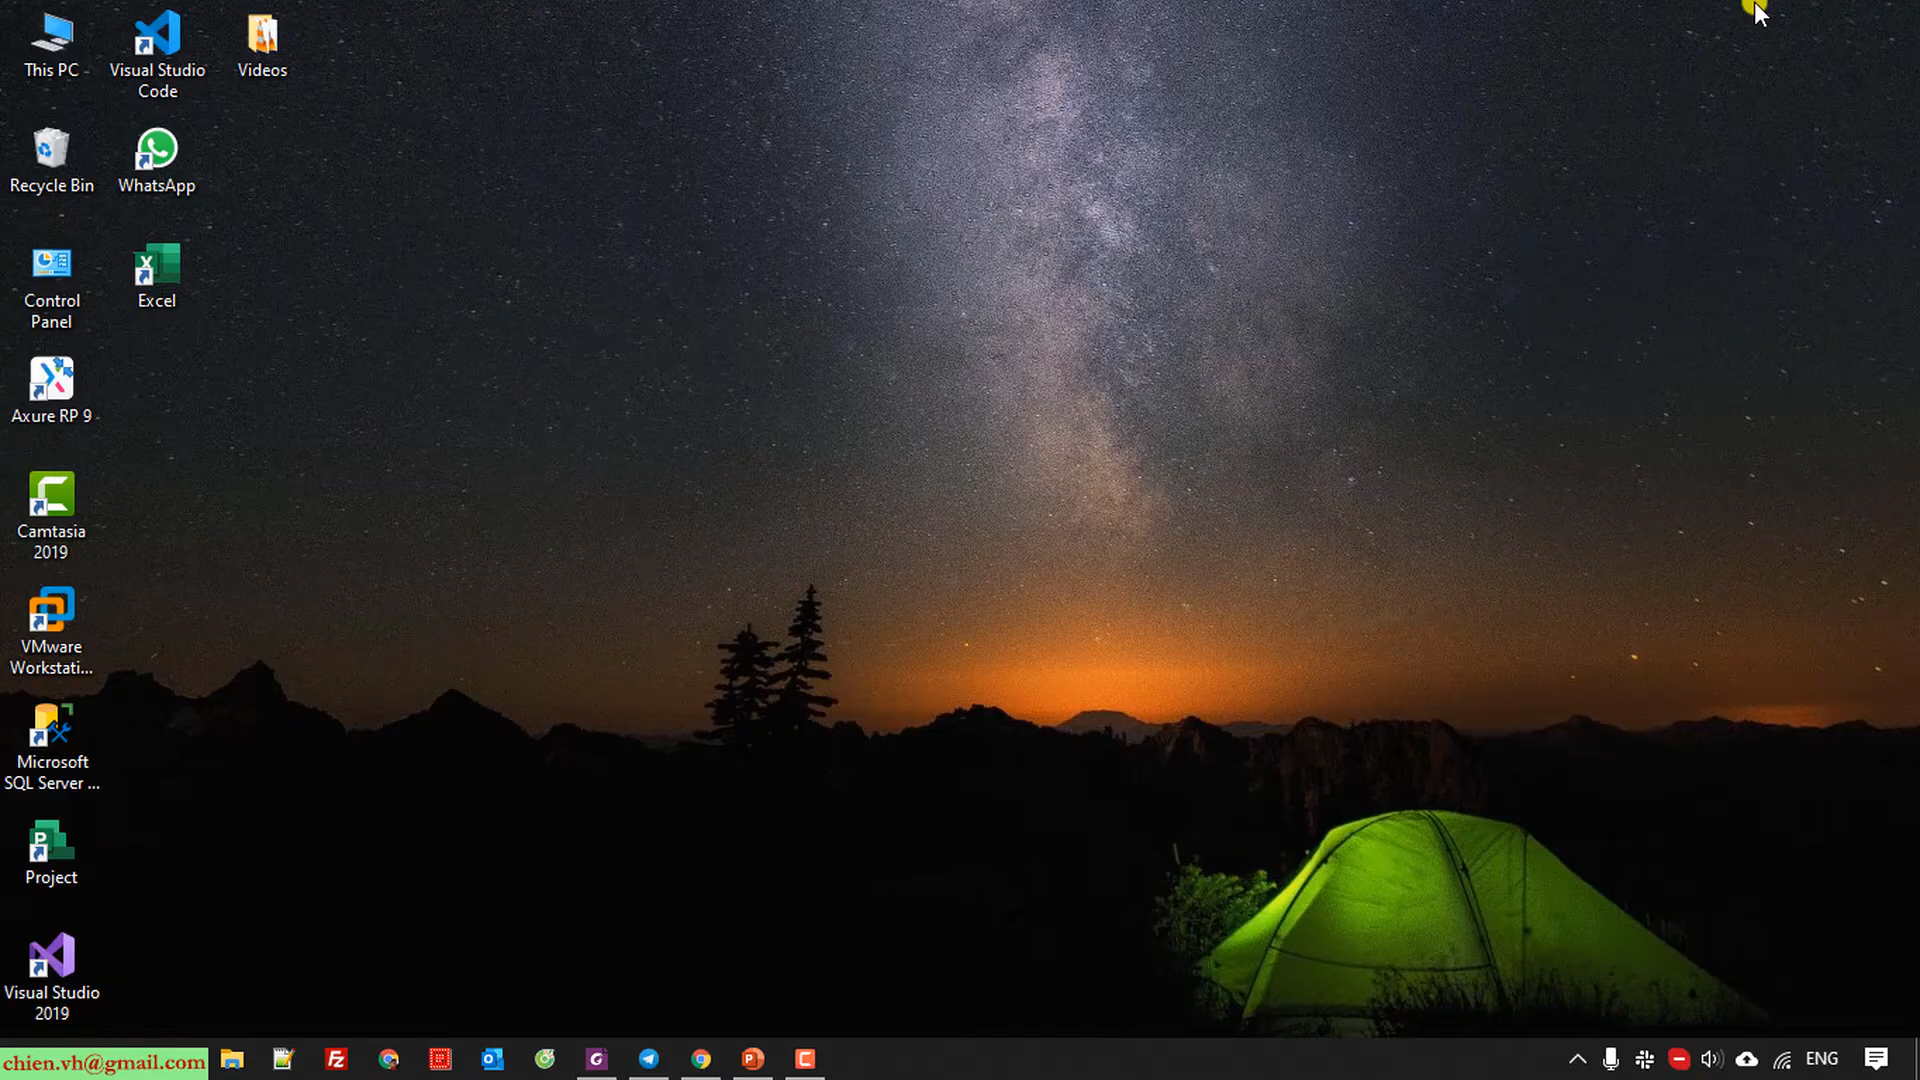 This PC
Visual Studio
Code
Videos
Recycle Bin
WhatsApp
Control
Panel
Excel
Axure RP 9
Camtasia
2019
VMware
Workstati...
Microsoft
SQL Server ...
Project
Visual Studio
2019
chien.vh@gmail.com
ENG